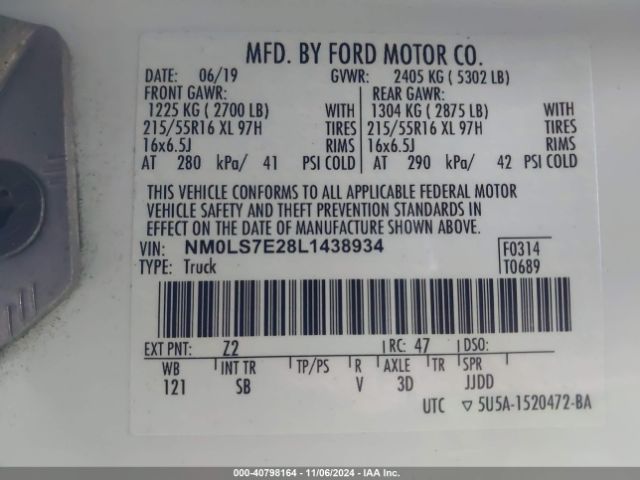 MFD. BY FORD MOTOR CO.
DATE: 06/19 GVWR: 2405 KG ( 5302 LB)
FRONT GAWR: REAR GAWR:
1225 KG ( 2700 LB) WITH 1304 KG ( 2875 LB) WITH
215/55R16 XL 97H TIRES 215/55R16 XL 97H TIRES
16x6.5J RIMS 16x6.5J RIMS
AT 280 kPa/ 41 PSI COLD AT 290 kPa/ 42 PSI COLD
THIS VEHICLE CONFORMS TO ALL APPLICABLE FEDERAL MOTOR
VEHICLE SAFETY AND THEFT PREVENTION STANDARDS IN
EFFECT ON THE DATE OF MANUFACTURE SHOWN ABOVE.
VIN: NM0LS7E28L1438934 F0314
TYPE: Truck T0689
EXT PNT: Z2 RC: 47 DSO:
WB INT TR TP/PS R AXLE TR SPR
121 SB V 3D JJDD
UTC ▽ 5U5A-1520472-BA
000-40798164 - 11/06/2024 - IAA Inc.